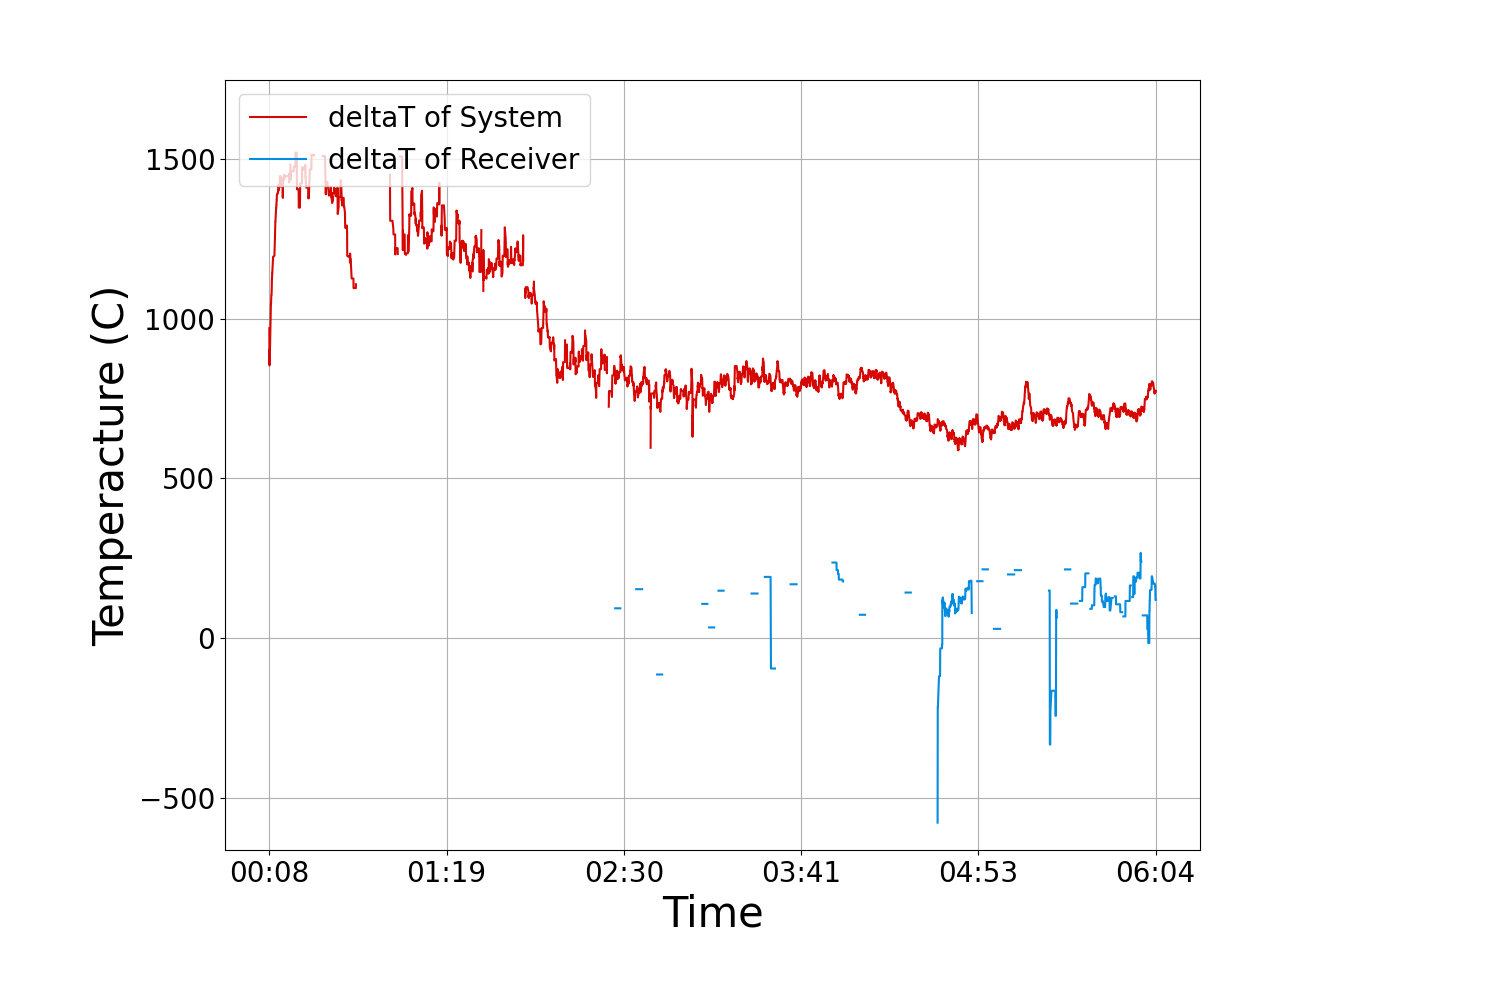 deltaT of System
deltaT of Receiver
1500
1000
500
0
−500
Temperacture (C)
00:08 01:19 02:30 03:41 04:53 06:04
Time